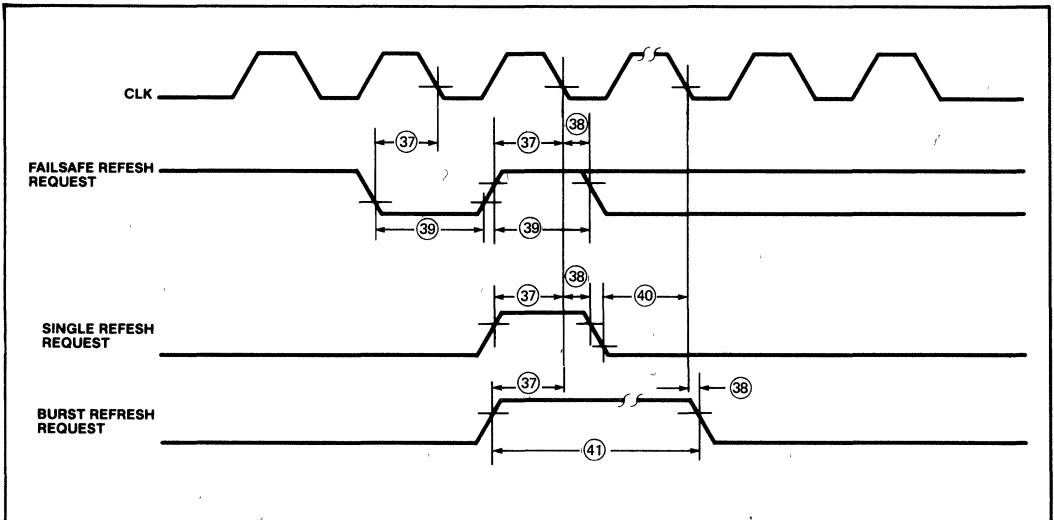 CLK
38
37
37
FAILSAFE REFESH
REQUEST
39
39
38
37
40
SINGLE REFESH
REQUEST
37
38
BURST REFRESH
REQUEST
41